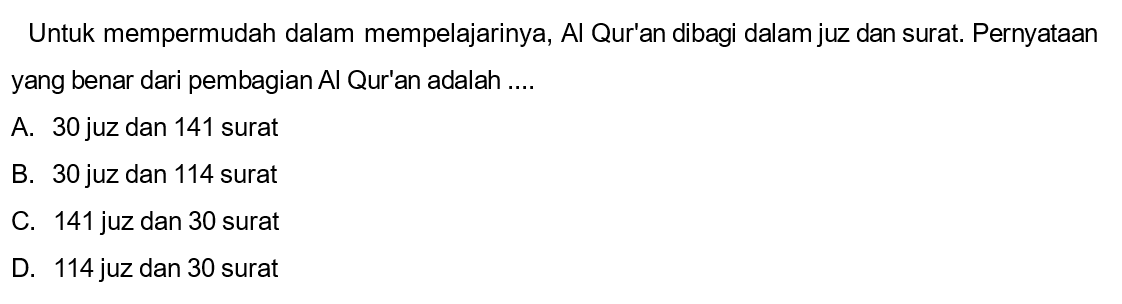 Untuk mempermudah dalam mempelajarinya, Al Qur'an dibagi dalam juz dan surat. Pernyataan
yang benar dari pembagian Al Qur'an adalah ....
A. 30 juz dan 141 surat
B. 30 juz dan 114 surat
C. 141 juz dan 30 surat
D. 114 juz dan 30 surat